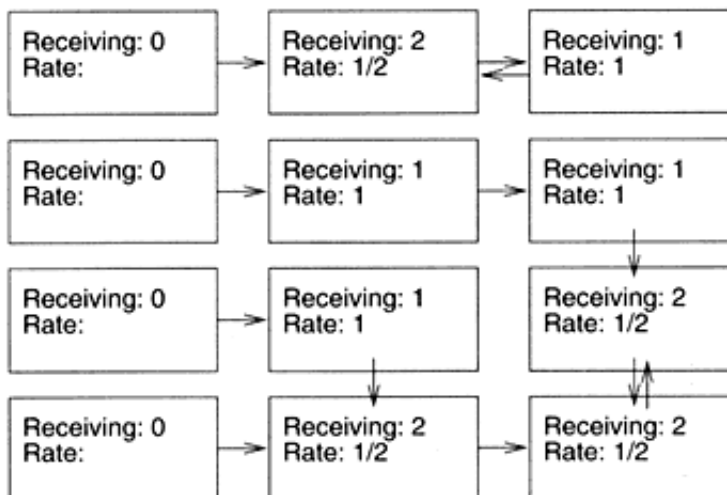 Receiving: 0
Rate:
Receiving: 2
Rate: 1/2
Receiving: 1
Rate: 1
Receiving: 0
Rate:
Receiving: 1
Rate: 1
Receiving: 1
Rate: 1
Receiving: 0
Rate:
Receiving: 1
Rate: 1
Receiving: 2
Rate: 1/2
Receiving: 0
Rate:
Receiving: 2
Rate: 1/2
Receiving: 2
Rate: 1/2